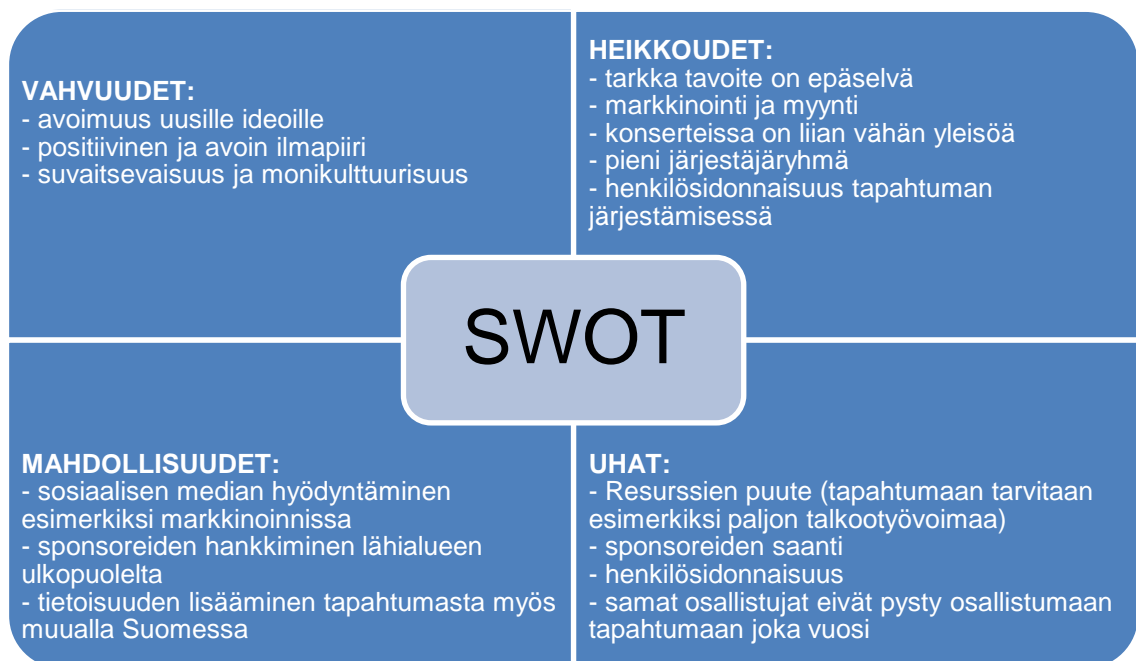 VAHVUUDET:
- avoimuus uusille ideoille
- positiivinen ja avoin ilmapiiri
- suvaitsevaisuus ja monikulttuurisuus
HEIKKOUDET:
- tarkka tavoite on epäselvä
- markkinointi ja myynti
- konserteissa on liian vähän yleisöä
- pieni järjestäjäryhmä
- henkilösidonnaisuus tapahtuman
järjestämisessä
SWOT
MAHDOLLISUUDET:
- sosiaalisen median hyödyntäminen
esimerkiksi markkinoinnissa
- sponsoreiden hankkiminen lähialueen
ulkopuolelta
- tietoisuuden lisääminen tapahtumasta myös
muualla Suomessa
UHAT:
- Resurssien puute (tapahtumaan tarvitaan
esimerkiksi paljon talkootyövoimaa)
- sponsoreiden saanti
- henkilösidonnaisuus
- samat osallistujat eivät pysty osallistumaan
tapahtumaan joka vuosi